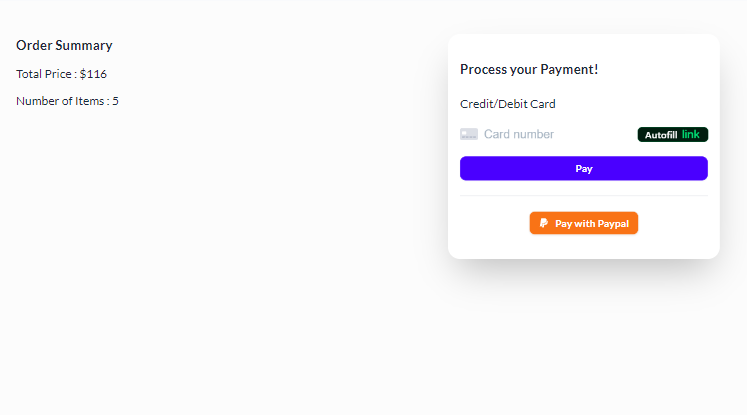 Order Summary
Total Price : $116
Number of Items : 5
Process your Payment!
Credit/Debit Card
Card number
Autofill link
Pay
Pay with Paypal